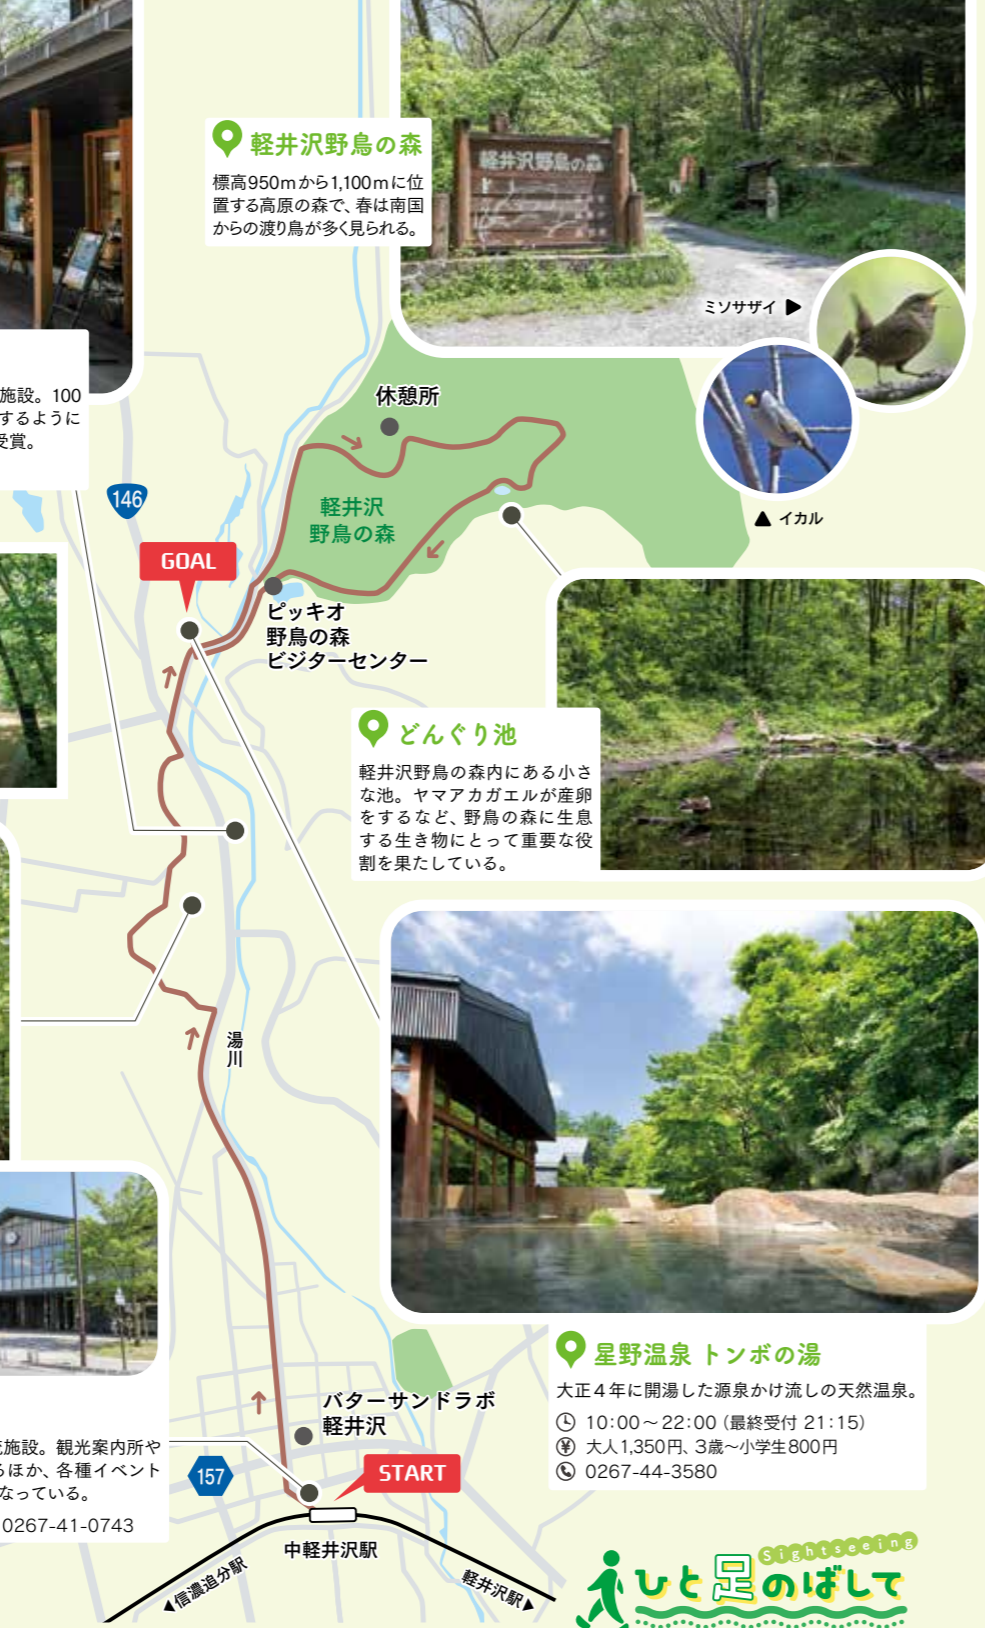 軽井沢野鳥の森
標高950mから1,100mに位
置する高原の森で、春は南国
からの渡り鳥が多く見られる。
軽井沢野鳥の森
ミソサザイ ▶
▲ イカル
施設。100
するように
受賞。
146
休憩所
軽井沢
野鳥の森
GOAL
ピッキオ
野鳥の森
ビジターセンター
どんぐり池
軽井沢野鳥の森内にある小さ
な池。ヤマアカガエルが産卵
をするなど、野鳥の森に生息
する生き物にとって重要な役
割を果たしている。
湯川
星野温泉 トンボの湯
大正4年に開湯した源泉かけ流しの天然温泉。
10:00～22:00（最終受付 21:15）
大人1,350円、3歳～小学生800円
0267-44-3580
バターサンドラボ
軽井沢
施設。観光案内所や
るほか、各種イベント
なっている。
0267-41-0743
157
START
中軽井沢駅
◀信濃追分駅
軽井沢駅▶
Sightseeing
ひと足のばして